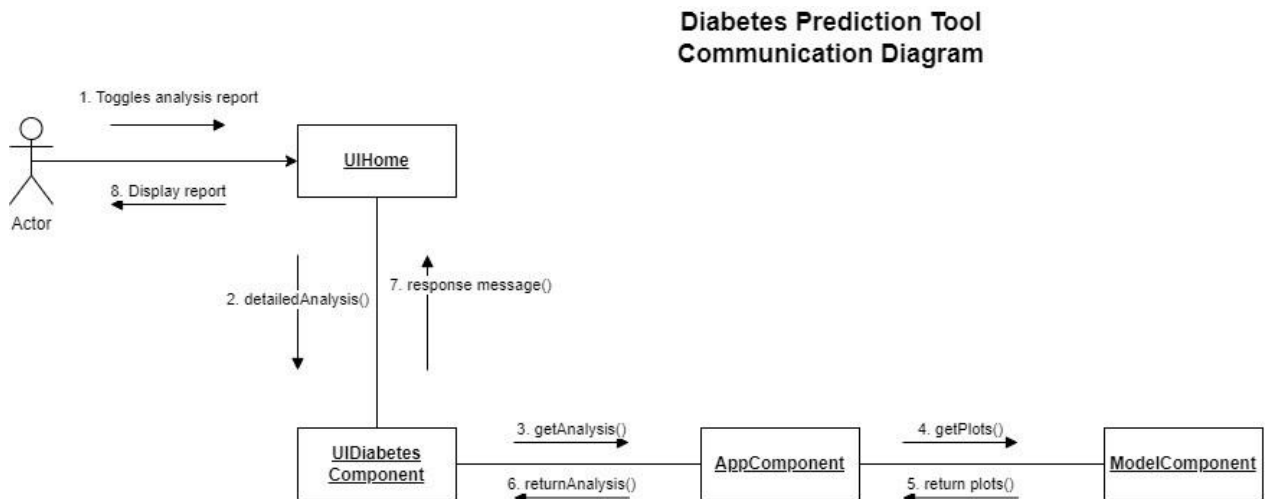 Diabetes Prediction Tool
Communication Diagram
1. Toggles analysis report
UIHome
8. Display report
Actor
2. detailedAnalysis()
7. response message()
UIDiabetes
Component
3. getAnalysis()
6. returnAnalysis()
AppComponent
4. getPlots()
5. return plots()
ModelComponent